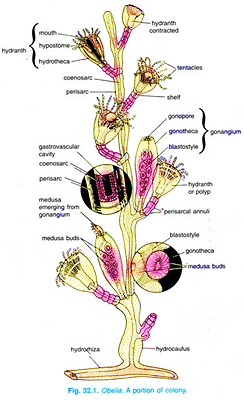 hydranth
contracted
mouth
hypostome
hydranth
hydrotheca
tentacles
coenosarc
perisarc
shelf
gonopore
gonotheca
gonangium
blastostyle
gastrovascular
cavity
coenosarc
perisarc
hydranth
or polyp
medusa
emerging from
gonangium
perisarcal annuli
blastostyle
medusa buds
gonotheca
medusa buds
hydrorhiza
hydrocaulus
Fig. 32.1. Obelia. A portion of colony.